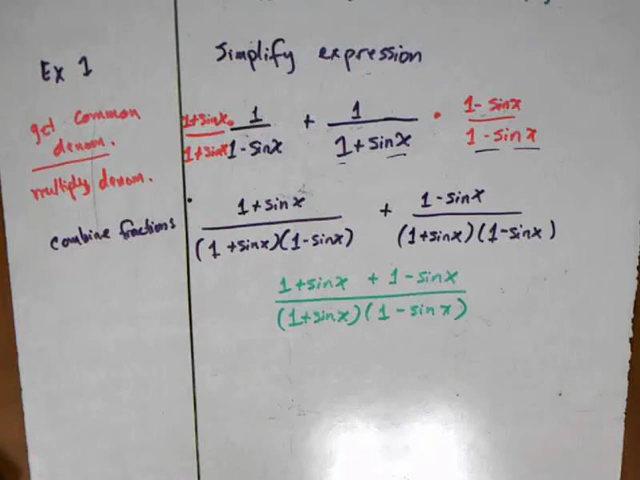 Ex 1
Simplify expression
get common
denom.
multiply denom.
(1+sinx)/(1+sinx) · 1/(1-sinx) + 1/(1+sinx) · (1-sinx)/(1-sinx)
combine fractions
(1+sinx)/((1+sinx)(1-sinx)) + (1-sinx)/((1+sinx)(1-sinx))
(1+sinx + 1-sinx)/((1+sinx)(1-sinx))